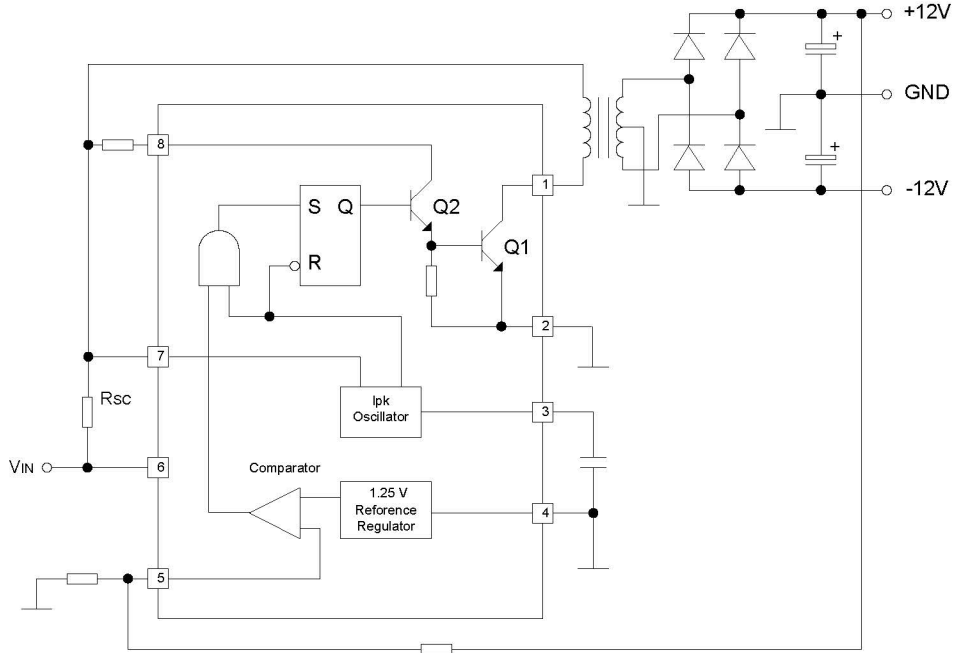 +12V
GND
-12V
8
1
S Q
Q2
Q1
R
2
7
Rsc
Ipk
Oscillator
3
VIN
6
Comparator
1.25 V
Reforence
Regulator
4
5
+
+